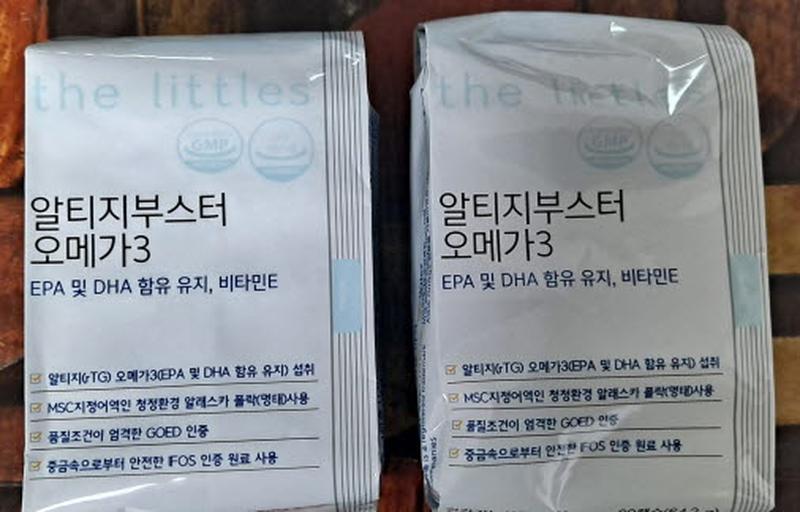 the littles
GMP
알티지부스터
오메가3
EPA 및 DHA 함유 유지, 비타민E
알티지(rTG) 오메가3(EPA 및 DHA 함유 유지) 섭취
MSC지정어역인 청정환경 알래스카 폴락(명태)사용
품질조건이 엄격한 GOED 인증
중금속으로부터 안전한 IFOS 인증 원료 사용
the littles
GMP
알티지부스터
오메가3
EPA 및 DHA 함유 유지, 비타민E
알티지(rTG) 오메가3(EPA 및 DHA 함유 유지) 섭취
MSC지정어역인 청정환경 알래스카 폴락(명태)사용
품질조건이 엄격한 GOED 인증
중금속으로부터 안전한 IFOS 인증 원료 사용